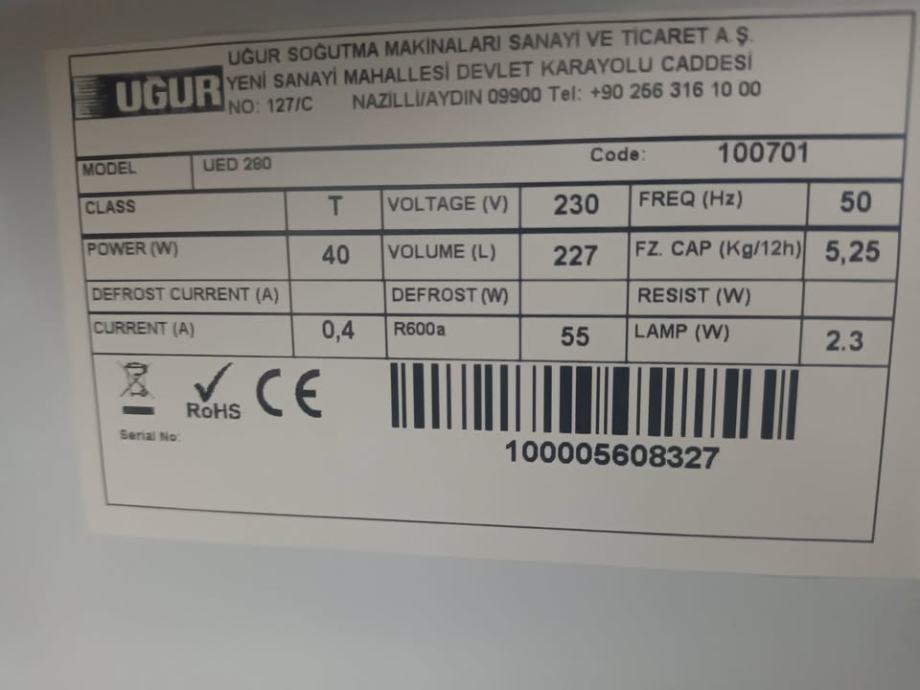 UĞUR SOĞUTMA MAKINALARI SANAYİ VE TİCARET A.Ş.
UĞUR YENİ SANAYİ MAHALLESİ DEVLET KARAYOLU CADDESİ
NO: 127/C NAZİLLİ/AYDIN 09900 Tel: +90 256 316 10 00
MODEL UED 280 Code: 100701
CLASS T VOLTAGE (V) 230 FREQ (Hz) 50
POWER (W) 40 VOLUME (L) 227 FZ. CAP (Kg/12h) 5,25
DEFROST CURRENT (A) DEFROST (W) RESIST (W)
CURRENT (A) 0,4 R600a 55 LAMP (W) 2.3
RoHS CE
Serial No:
100005608327